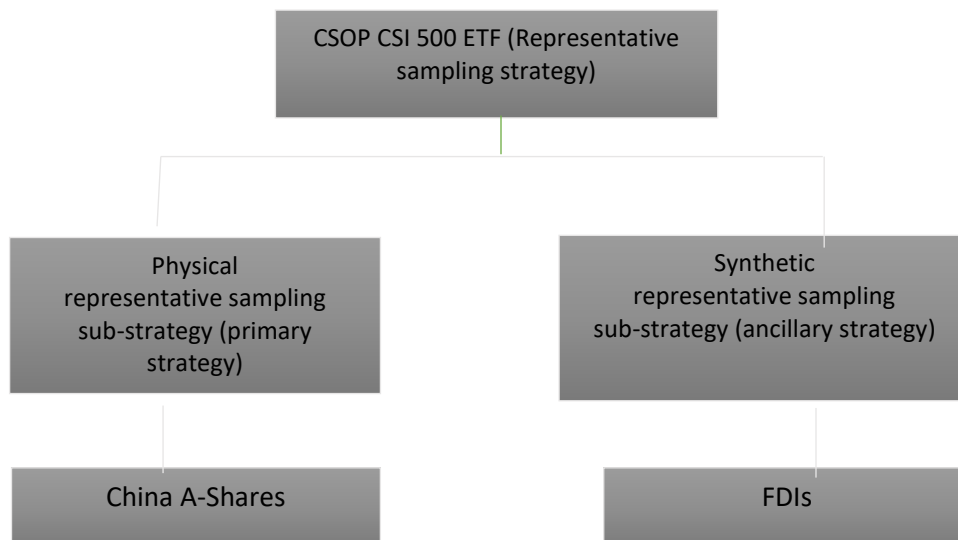 CSOP CSI 500 ETF (Representative
sampling strategy)
Physical
representative sampling
sub-strategy (primary
strategy)
Synthetic
representative sampling
sub-strategy (ancillary strategy)
China A-Shares
FDIs